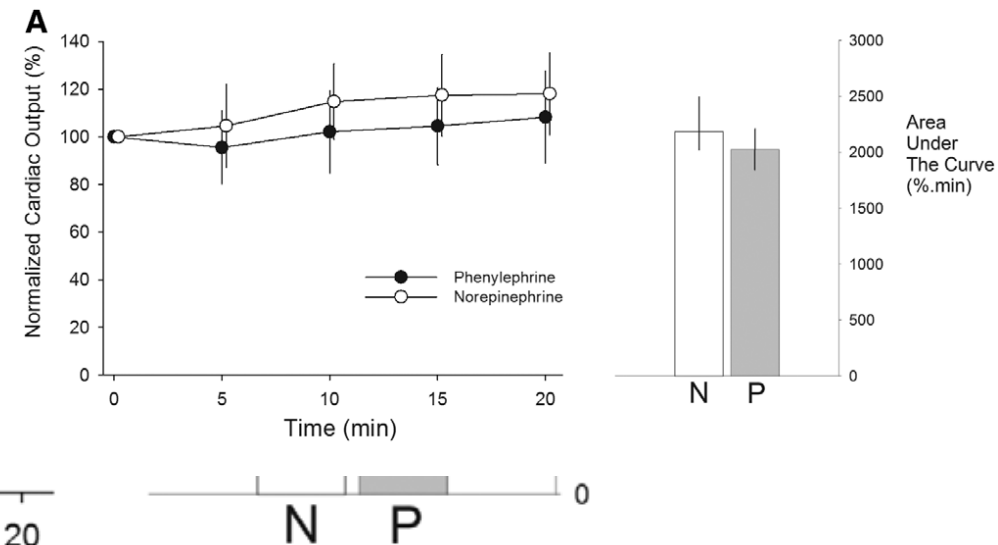 A
Normalized Cardiac Output (%)
140
120
100
80
60
40
20
0
0 5 10 15 20
Time (min)
Phenylephrine
Norepinephrine
3000
2500
2000
1500
1000
500
0
N P
Area
Under
The Curve
(%.min)
20
N P
0